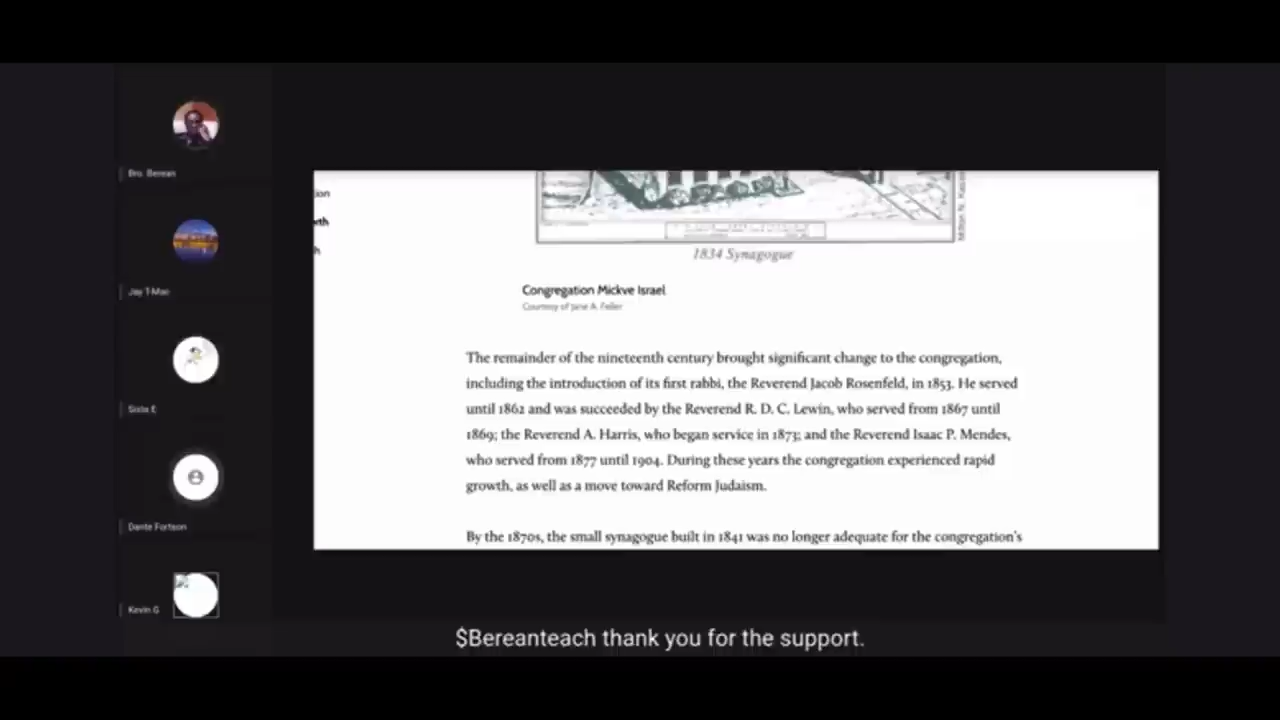 Bro. Berean
Jay T-Mac
Sista E
Dante Fortson
Kevin G
ion
rth
h
1834 Synagogue
Congregation Mickve Israel
Courtesy of Jane A. Feiler
The remainder of the nineteenth century brought significant change to the congregation,
including the introduction of its first rabbi, the Reverend Jacob Rosenfeld, in 1853. He served
until 1862 and was succeeded by the Reverend R. D. C. Lewin, who served from 1867 until
1869; the Reverend A. Harris, who began service in 1873; and the Reverend Isaac P. Mendes,
who served from 1877 until 1904. During these years the congregation experienced rapid
growth, as well as a move toward Reform Judaism.
By the 1870s, the small synagogue built in 1841 was no longer adequate for the congregation's
$Bereanteach thank you for the support.